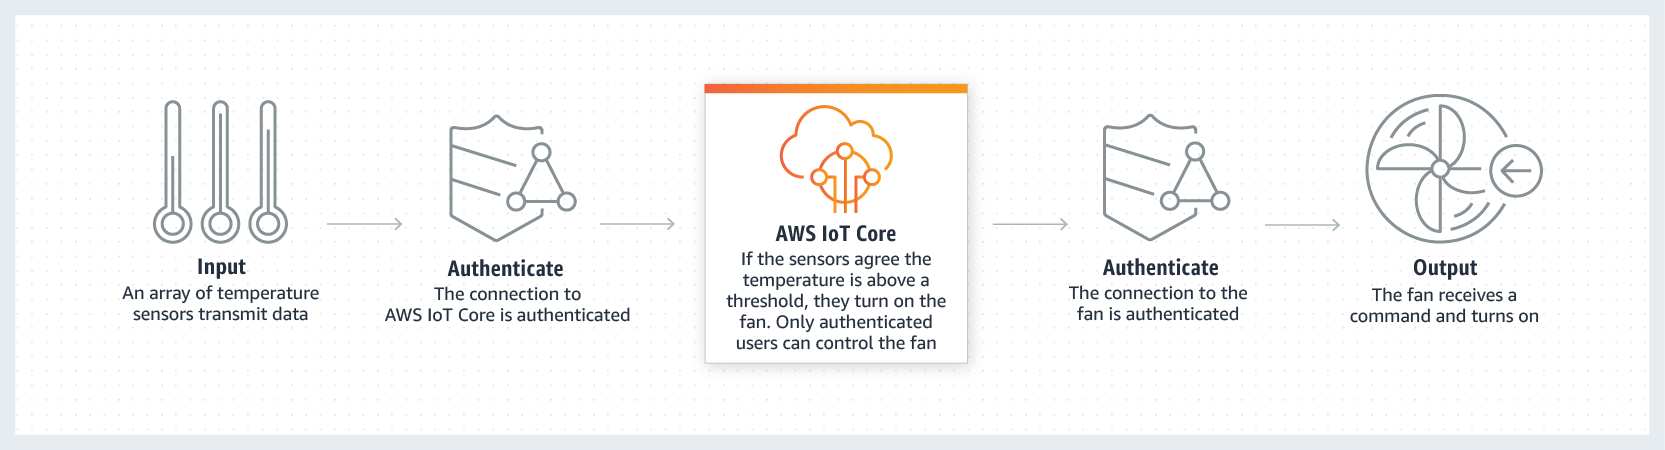 Input
An array of temperature
sensors transmit data
Authenticate
The connection to
AWS IoT Core is authenticated
AWS IoT Core
If the sensors agree the
temperature is above a
threshold, they turn on the
fan. Only authenticated
users can control the fan
Authenticate
The connection to the
fan is authenticated
Output
The fan receives a
command and turns on